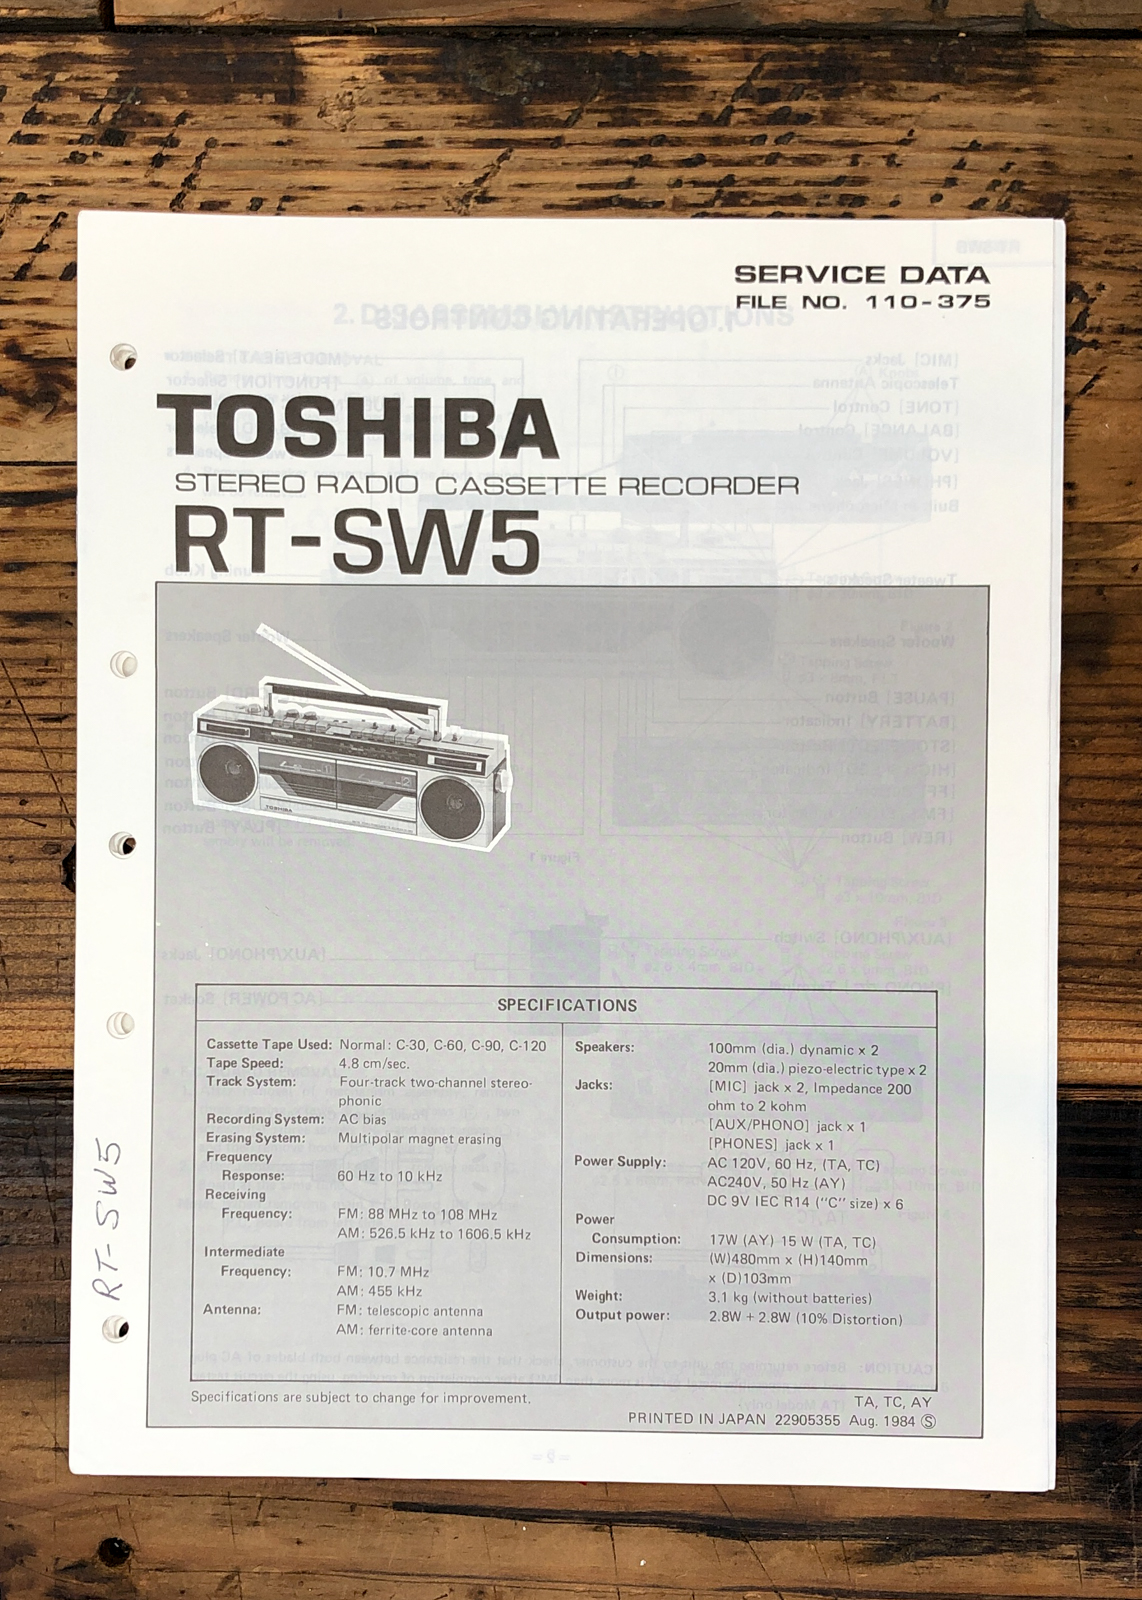 SERVICE DATA
FILE NO. 110-375
TOSHIBA
STEREO RADIO CASSETTE RECORDER
RT-SW5
TOSHIBA
SPECIFICATIONS
Cassette Tape Used: Normal: C-30, C-60, C-90, C-120
Tape Speed: 4.8 cm/sec.
Track System: Four-track two-channel stereo-
phonic
Recording System: AC bias
Erasing System: Multipolar magnet erasing
Frequency
Response: 60 Hz to 10 kHz
Receiving
Frequency: FM: 88 MHz to 108 MHz
AM: 526.5 kHz to 1606.5 kHz
Intermediate
Frequency: FM: 10.7 MHz
AM: 455 kHz
Antenna: FM: telescopic antenna
AM: ferrite-core antenna
Speakers: 100mm (dia.) dynamic x 2
20mm (dia.) piezo-electric type x 2
Jacks: [MIC] jack x 2, Impedance 200
ohm to 2 kohm
[AUX/PHONO] jack x 1
[PHONES] jack x 1
Power Supply: AC 120V, 60 Hz, (TA, TC)
AC240V, 50 Hz (AY)
DC 9V IEC R14 ("C" size) x 6
Power
Consumption: 17W (AY) 15 W (TA, TC)
Dimensions: (W)480mm x (H)140mm
x (D)103mm
Weight: 3.1 kg (without batteries)
Output power: 2.8W + 2.8W (10% Distortion)
Specifications are subject to change for improvement.
TA, TC, AY
PRINTED IN JAPAN 22905355 Aug. 1984 Ⓢ
RT-SW5